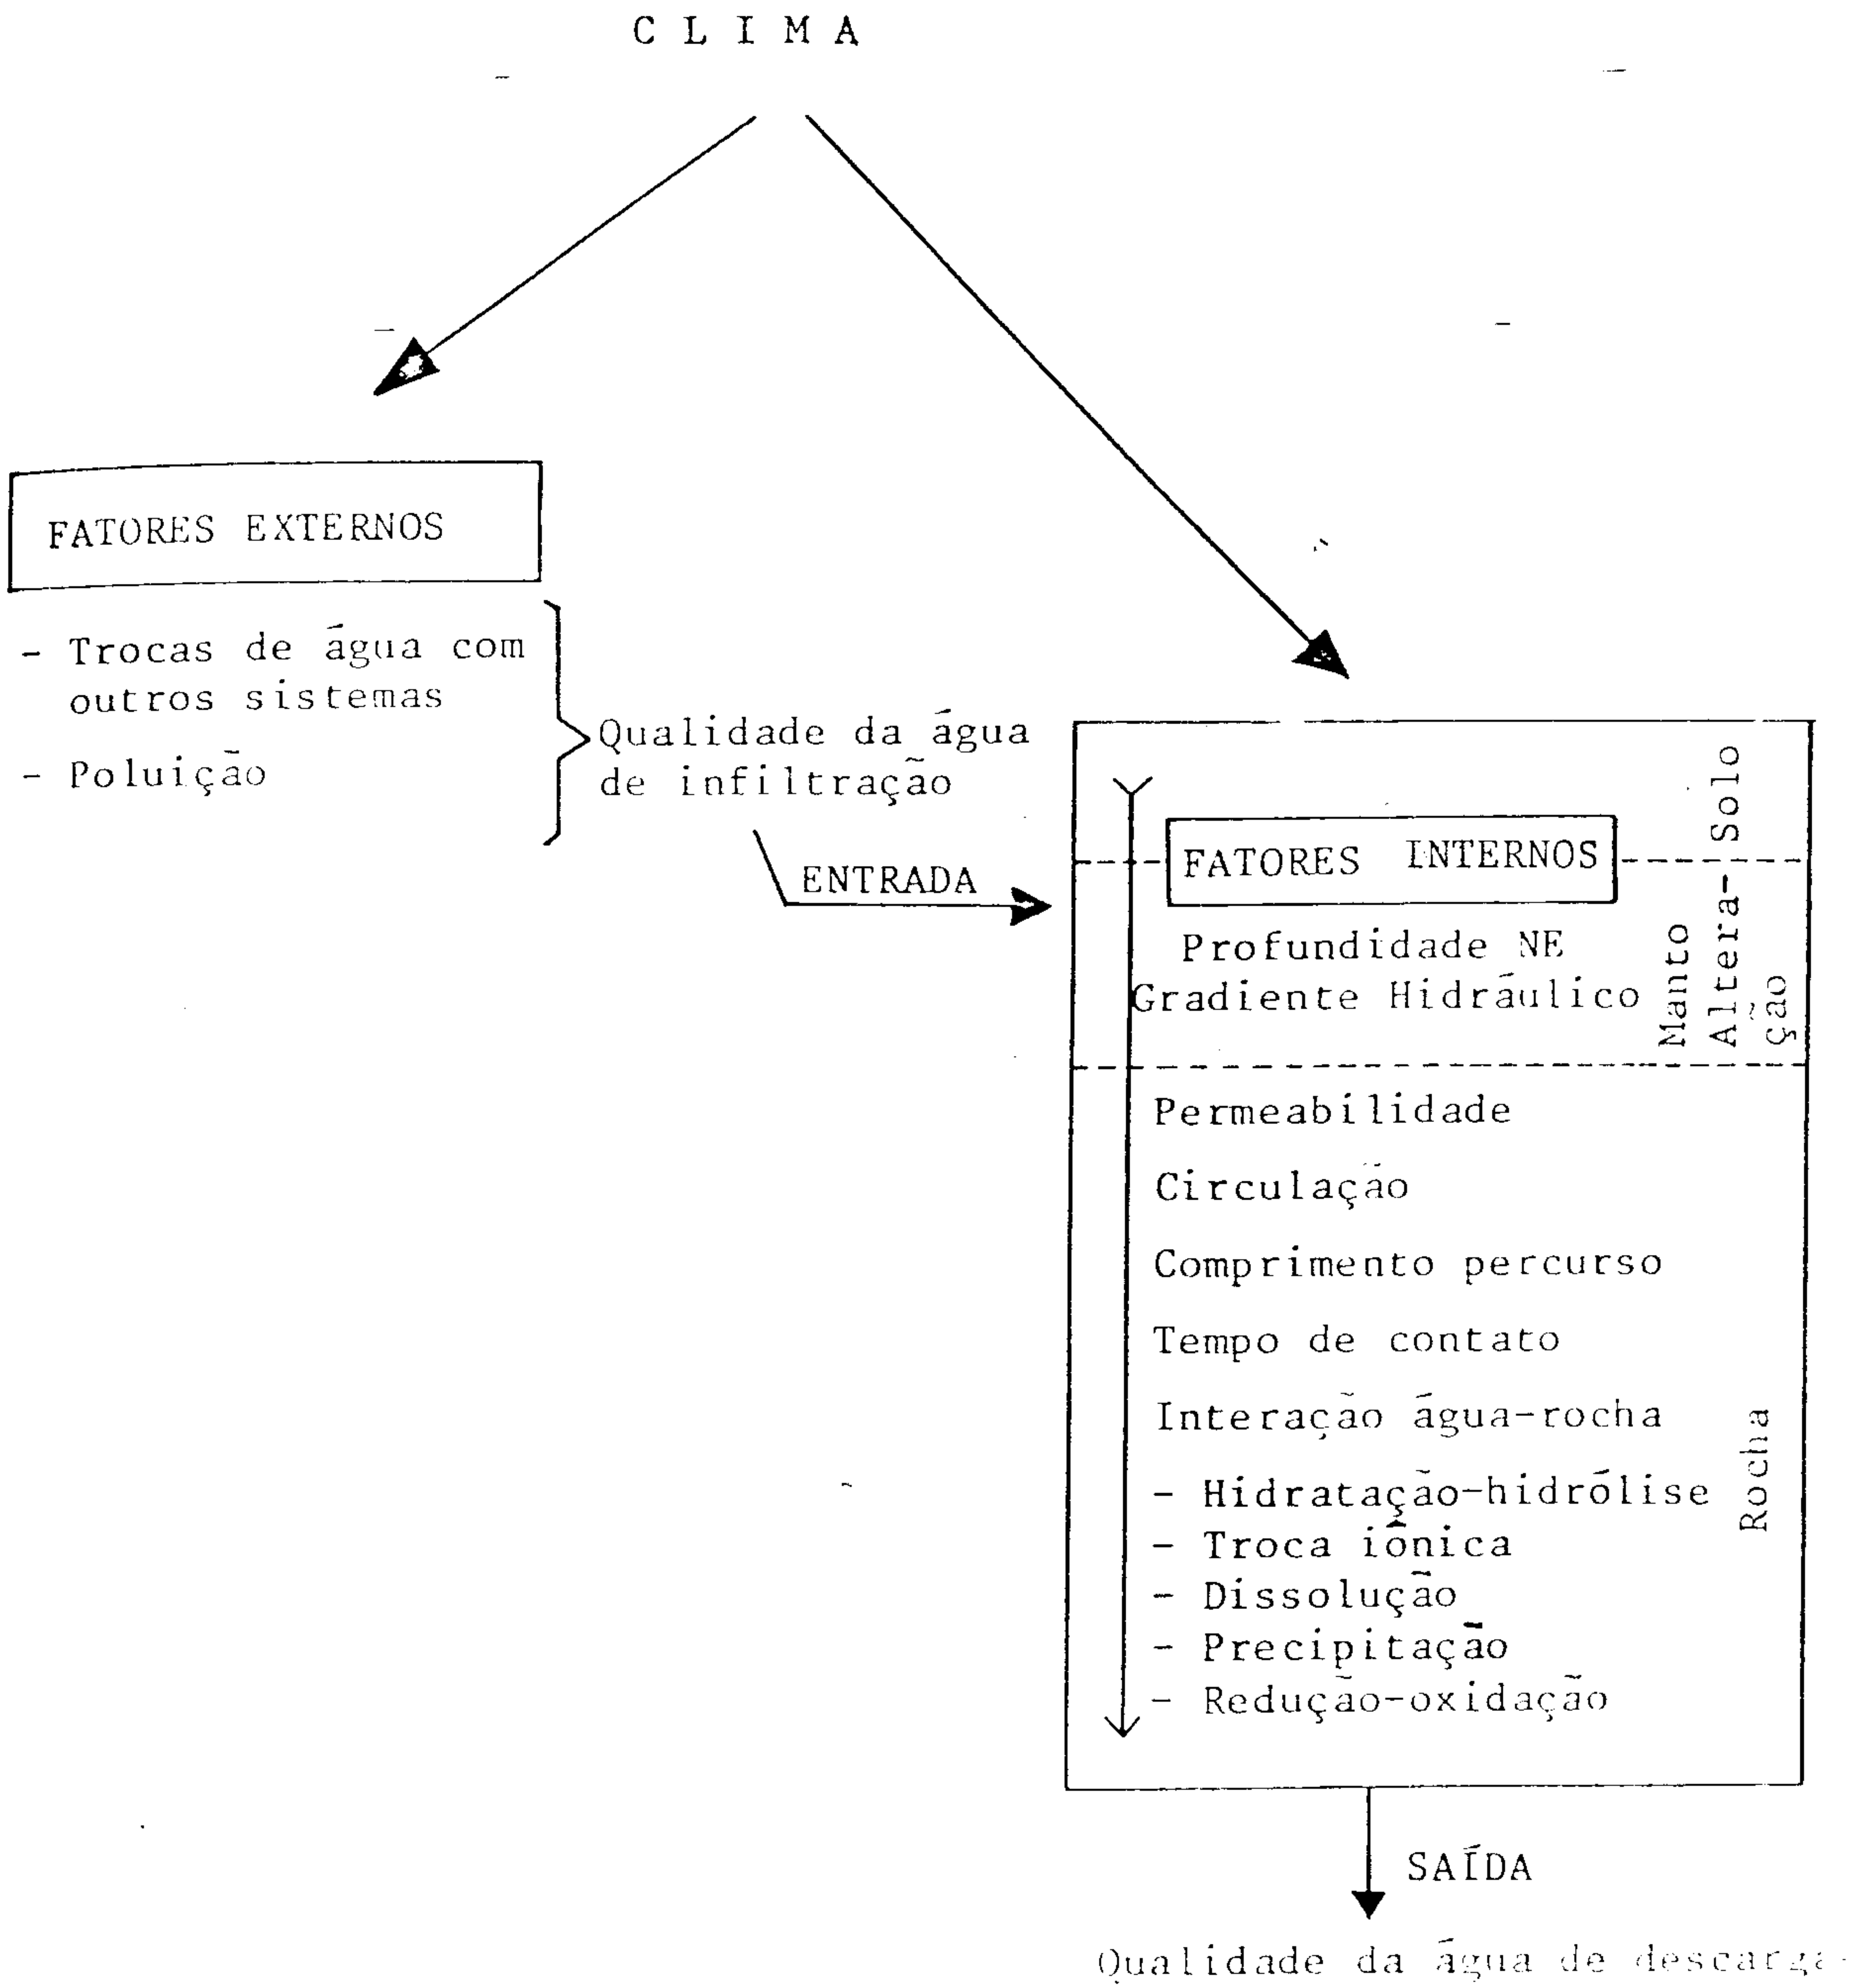 CLIMA
FATORES EXTERNOS
- Trocas de água com
outros sistemas
- Poluição
Qualidade da água
de infiltração
ENTRADA
Solo
FATORES INTERNOS
Profundidade NE
Gradiente Hidráulico
Manto
Altera-
ção
Permeabilidade
Circulação
Comprimento percurso
Tempo de contato
Interação água-rocha
- Hidratação-hidrólise
- Troca iônica
- Dissolução
- Precipitação
- Redução-oxidação
Rocha
SAÍDA
Qualidade da água de descarga